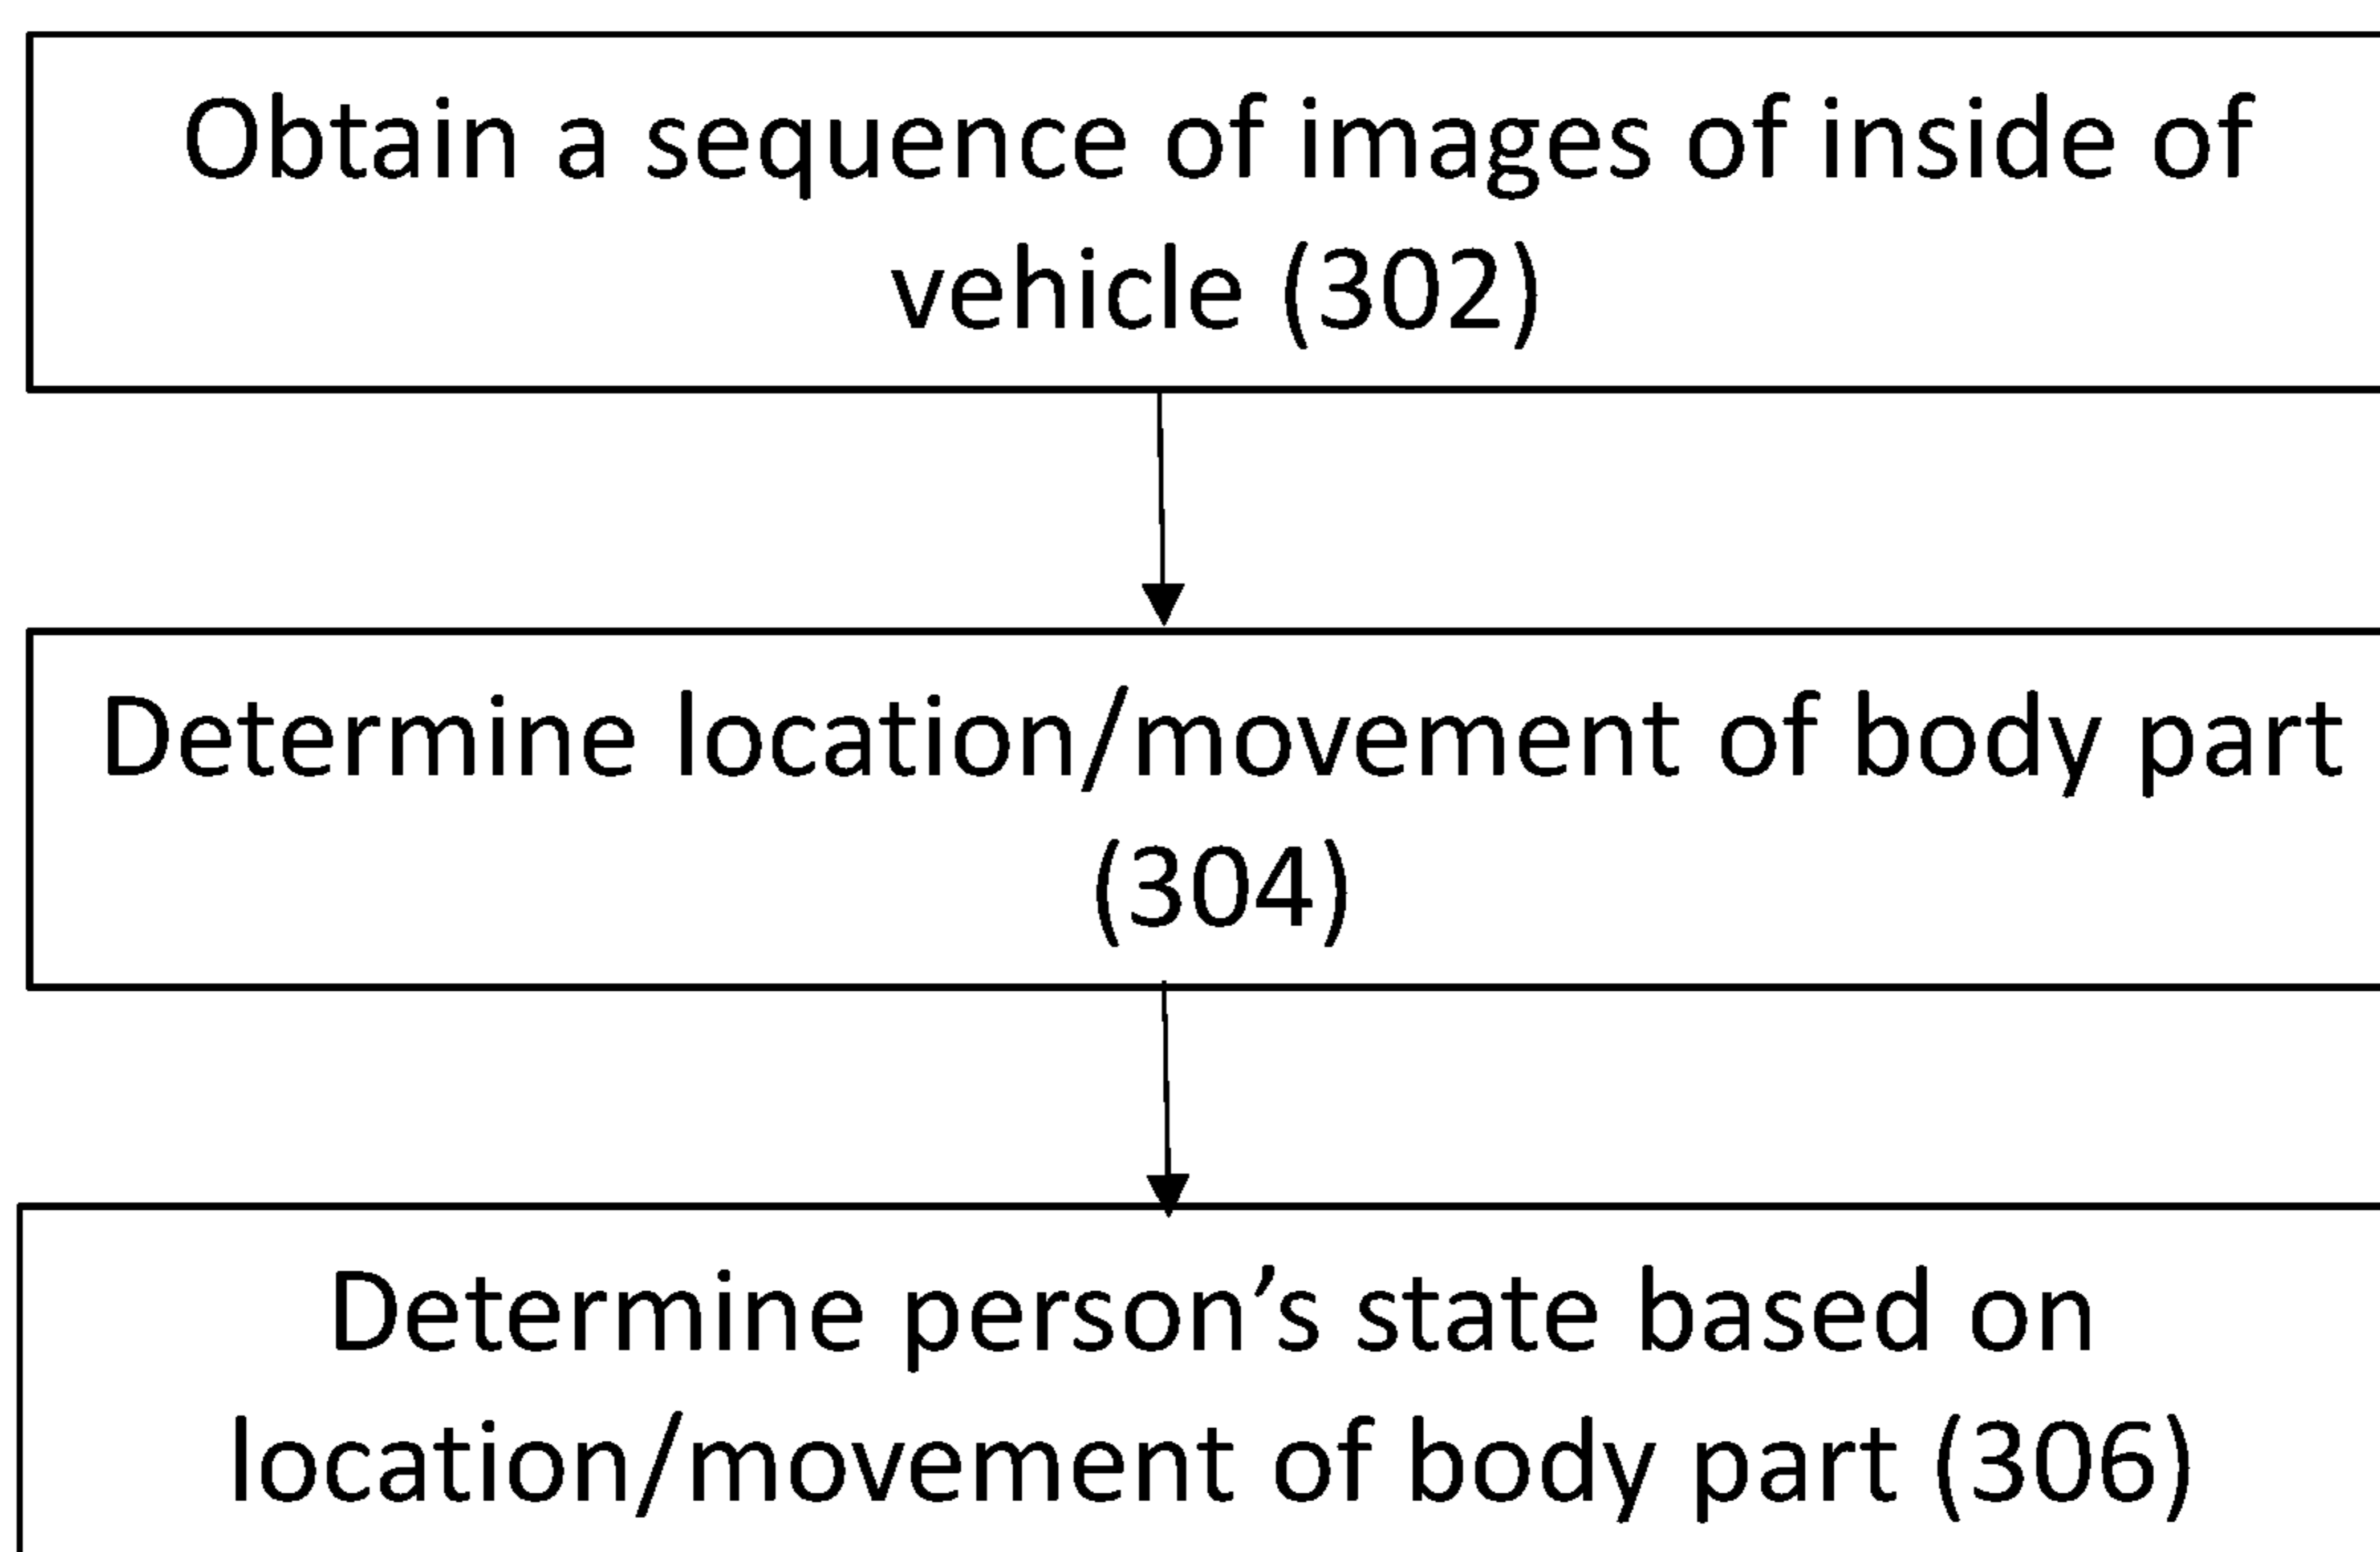 Obtain a sequence of images of inside of
vehicle (302)
Determine location/movement of body part
(304)
Determine person’s state based on
location/movement of body part (306)